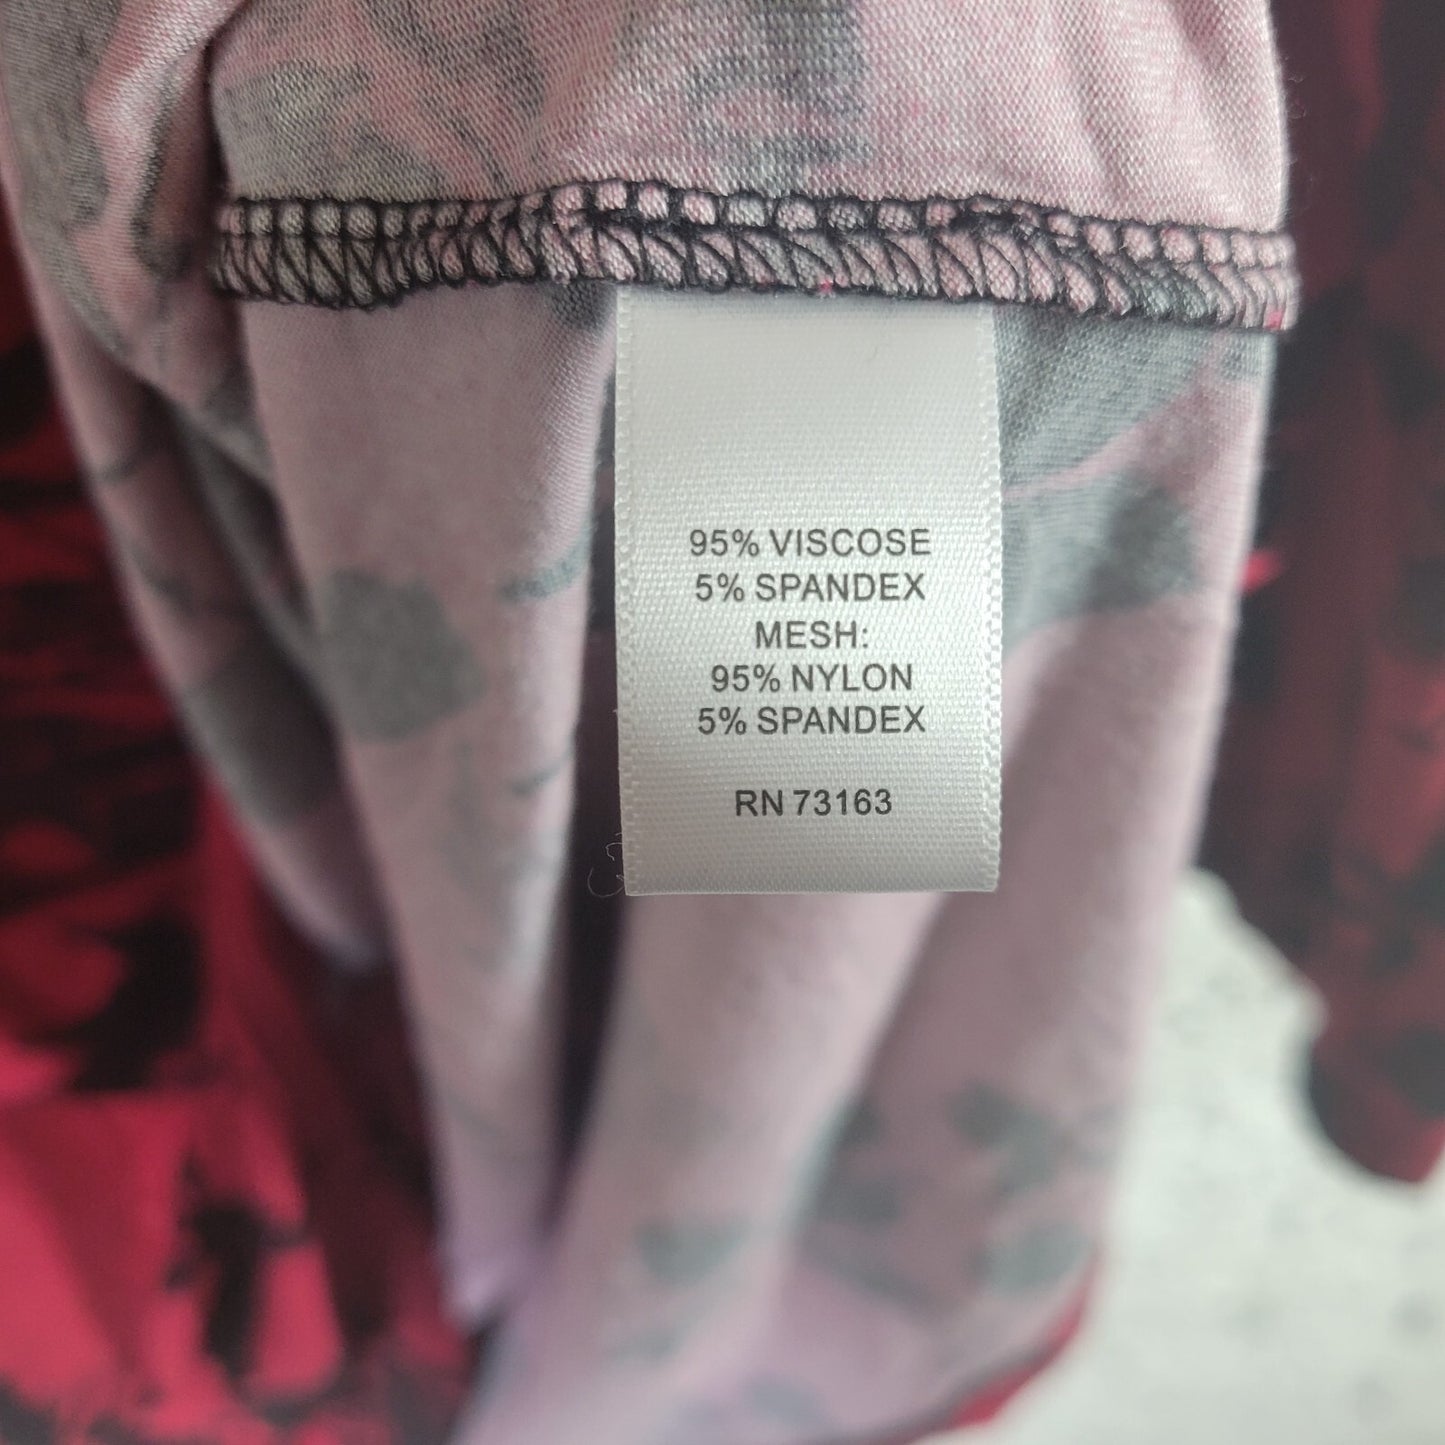 95% VISCOSE
5% SPANDEX
MESH:
95% NYLON
5% SPANDEX
RN 73163